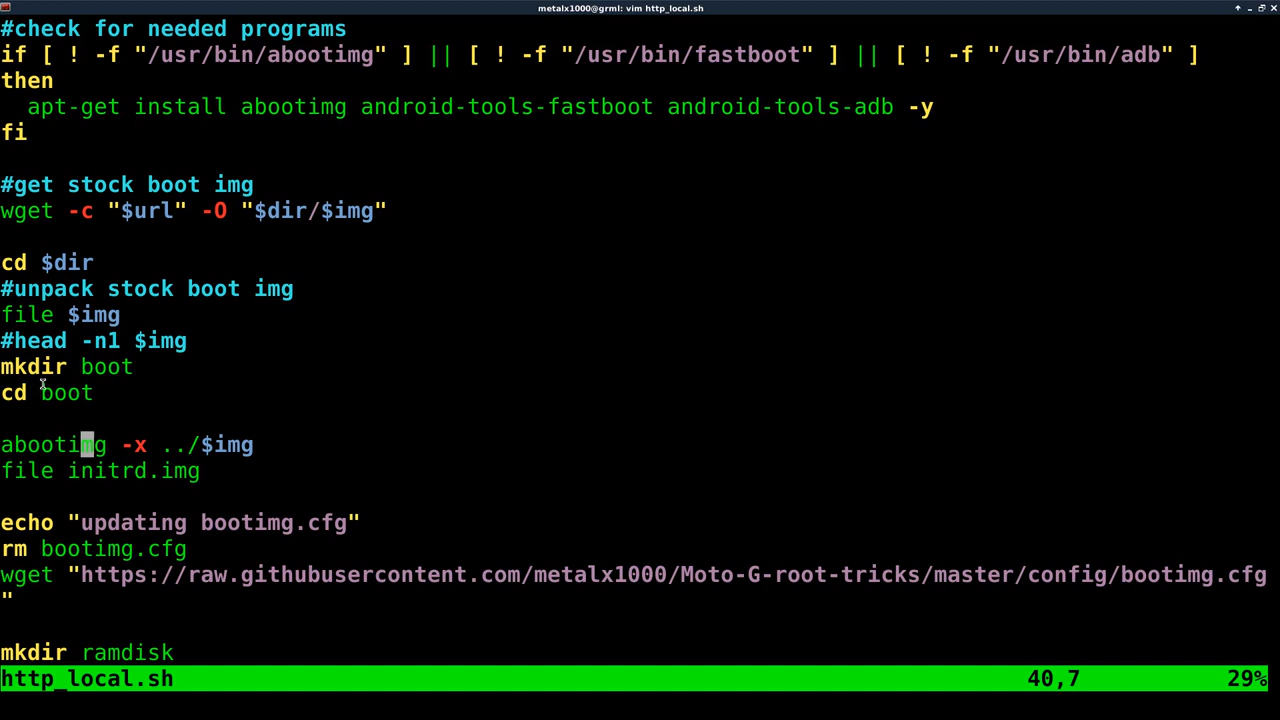 metalx1000@grml: vim http_local.sh
#check for needed programs
if [ ! -f "/usr/bin/abootimg" ] || [ ! -f "/usr/bin/fastboot" ] || [ ! -f "/usr/bin/adb" ]
then
  apt-get install abootimg android-tools-fastboot android-tools-adb -y
fi
#get stock boot img
wget -c "$url" -O "$dir/$img"
cd $dir
#unpack stock boot img
file $img
#head -n1 $img
mkdir boot
cd boot
abootimg -x ../$img
file initrd.img
echo "updating bootimg.cfg"
rm bootimg.cfg
wget "https://raw.githubusercontent.com/metalx1000/Moto-G-root-tricks/master/config/bootimg.cfg
"
mkdir ramdisk
http_local.sh 40,7 29%